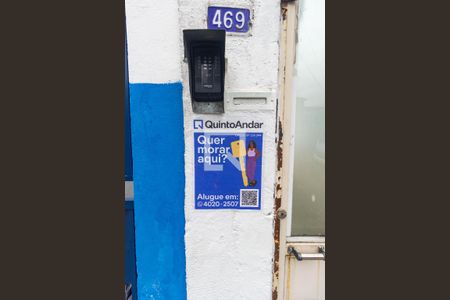 469
QuintoAndar
Quer
morar
aqui?
Alugue em
4020-2507